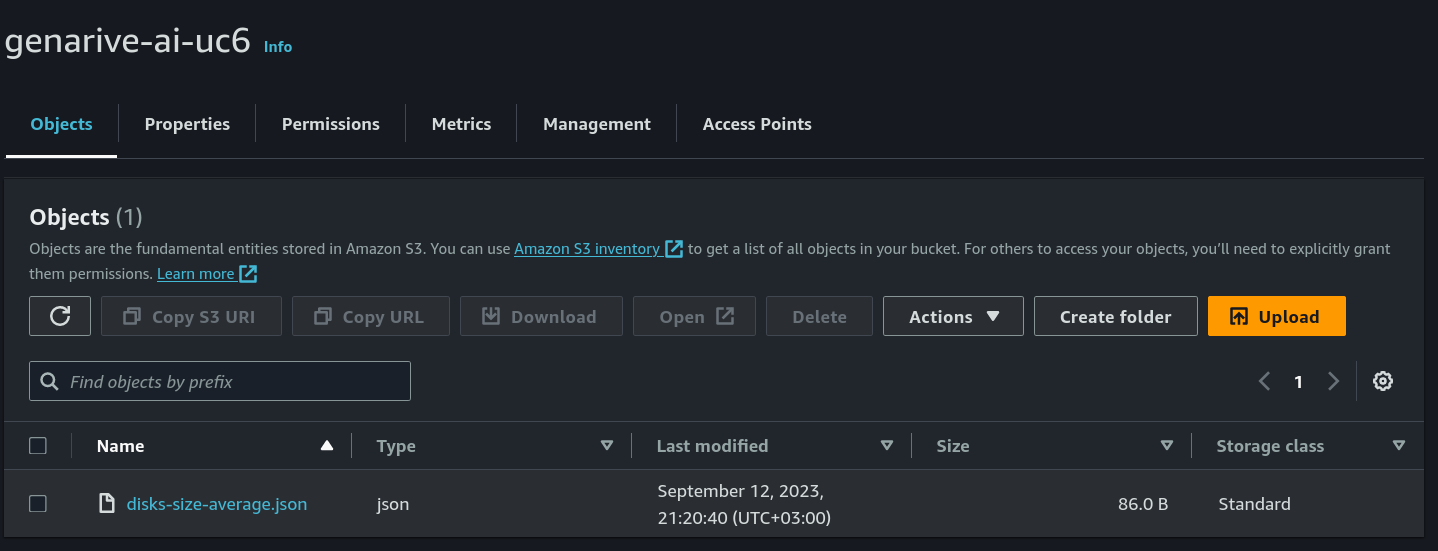 genarive-ai-uc6 Info
Objects Properties Permissions Metrics Management Access Points
Objects (1)
Objects are the fundamental entities stored in Amazon S3. You can use Amazon S3 inventory to get a list of all objects in your bucket. For others to access your objects, you'll need to explicitly grant
them permissions. Learn more
Copy S3 URI Copy URL Download Open Delete Actions Create folder Upload
Find objects by prefix 1
Name Type Last modified Size Storage class
disks-size-average.json json September 12, 2023, 86.0 B Standard
21:20:40 (UTC+03:00)